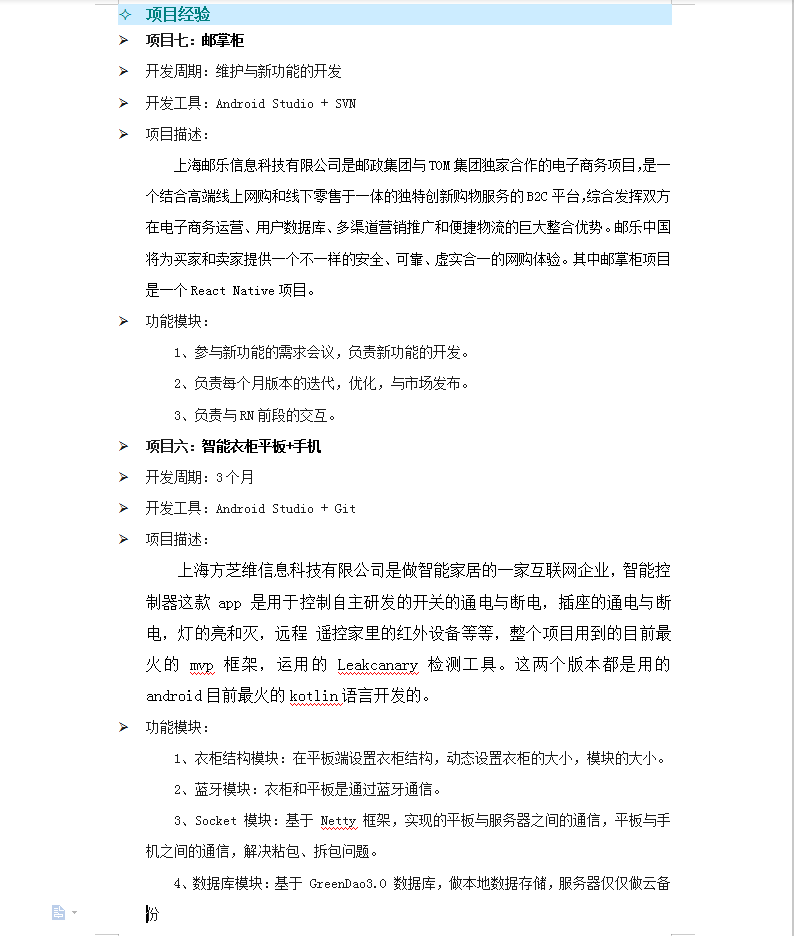 项目经验
项目七：邮掌柜
开发周期：维护与新功能的开发
开发工具：Android Studio + SVN
项目描述：
上海邮乐信息科技有限公司是邮政集团与TOM集团独家合作的电子商务项目,是一
个结合高端线上网购和线下零售于一体的独特创新购物服务的B2C平台,综合发挥双方
在电子商务运营、用户数据库、多渠道营销推广和便捷物流的巨大整合优势。邮乐中国
将为买家和卖家提供一个不一样的安全、可靠、虚实合一的网购体验。其中邮掌柜项目
是一个React Native项目。
功能模块：
1、参与新功能的需求会议，负责新功能的开发。
2、负责每个月版本的迭代，优化，与市场发布。
3、负责与RN前段的交互。
项目六：智能衣柜平板+手机
开发周期：3个月
开发工具：Android Studio + Git
项目描述：
上海方芝维信息科技有限公司是做智能家居的一家互联网企业，智能控
制器这款 app 是用于控制自主研发的开关的通电与断电，插座的通电与断
电，灯的亮和灭，远程 遥控家里的红外设备等等，整个项目用到的目前最
火的 mvp 框架，运用的 Leakcanary 检测工具。这两个版本都是用的
android目前最火的kotlin语言开发的。
功能模块：
1、衣柜结构模块：在平板端设置衣柜结构，动态设置衣柜的大小，模块的大小。
2、蓝牙模块：衣柜和平板是通过蓝牙通信。
3、Socket 模块：基于 Netty 框架，实现的平板与服务器之间的通信，平板与手
机之间的通信，解决粘包、拆包问题。
4、数据库模块：基于 GreenDao3.0 数据库，做本地数据存储，服务器仅仅做云备
份